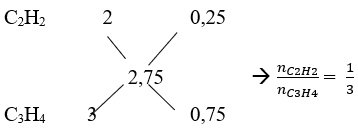 C2H2 2 0,25
2,75 → nC2H2/nC3H4 = 1/3
C3H4 3 0,75